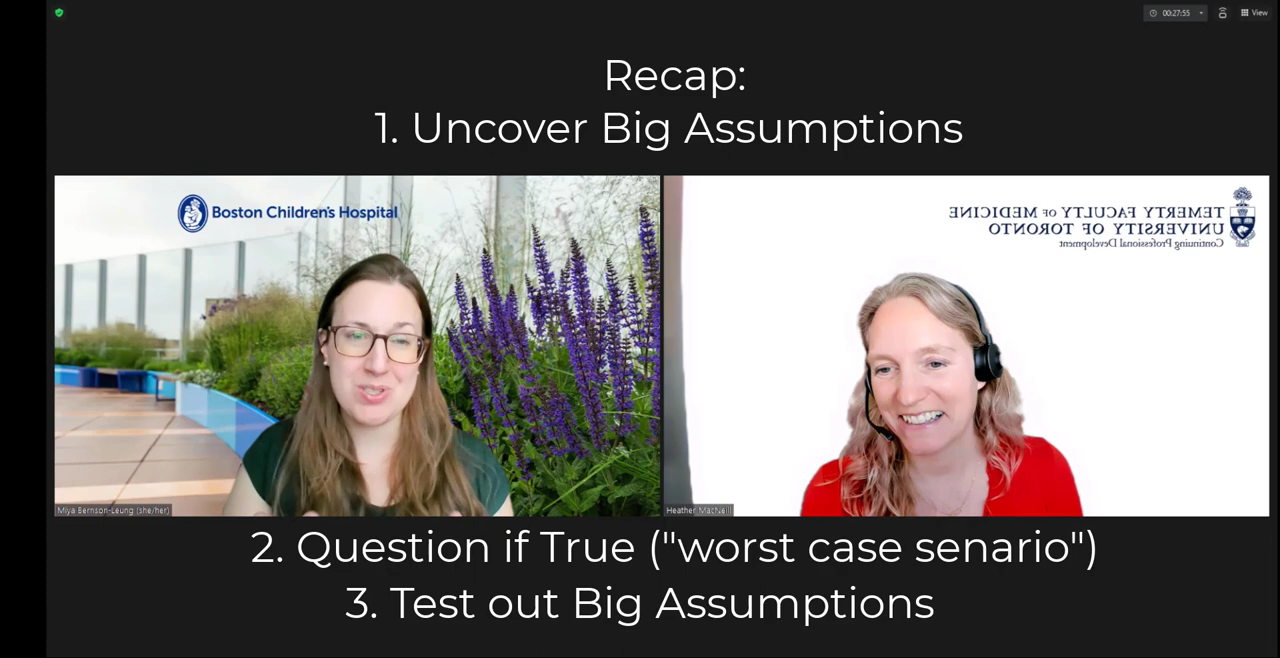 00:27:55
View
Recap:
1. Uncover Big Assumptions
Boston Children's Hospital
TEMERTY FACULTY OF MEDICINE
UNIVERSITY OF TORONTO
Continuing Professional Development
Miya Bernson-Leung (she/her)
Heather MacNeill
2. Question if True ("worst case senario")
3. Test out Big Assumptions